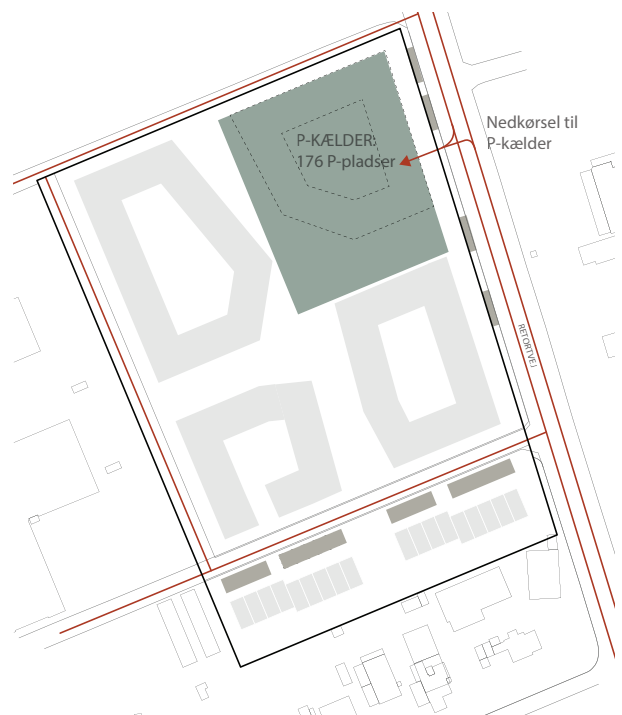 Nedkørsel til
P-kælder
P-KÆLDER:
176 P-pladser
RETORTVEJ